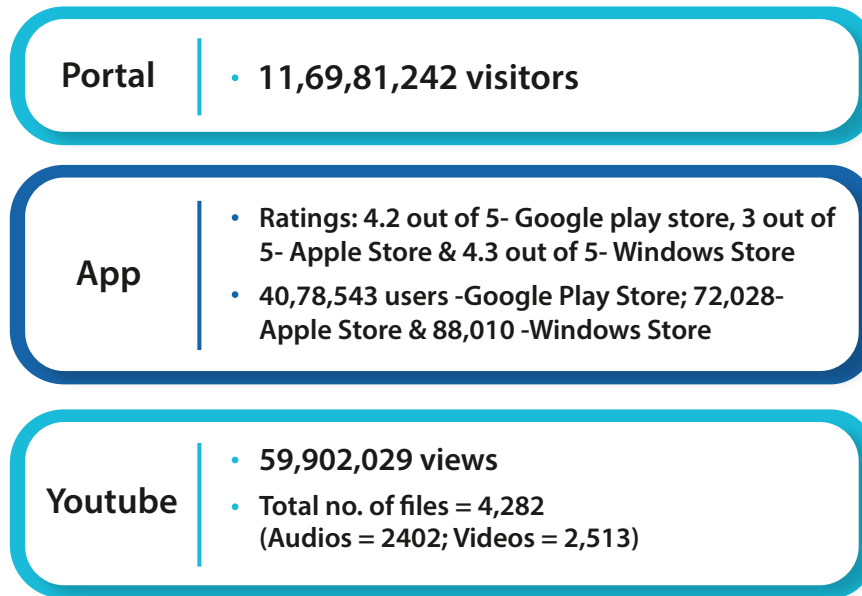 Portal
• 11,69,81,242 visitors
App
• Ratings: 4.2 out of 5- Google play store, 3 out of
5- Apple Store & 4.3 out of 5- Windows Store
• 40,78,543 users -Google Play Store; 72,028-
Apple Store & 88,010 -Windows Store
Youtube
• 59,902,029 views
• Total no. of files = 4,282
(Audios = 2402; Videos = 2,513)